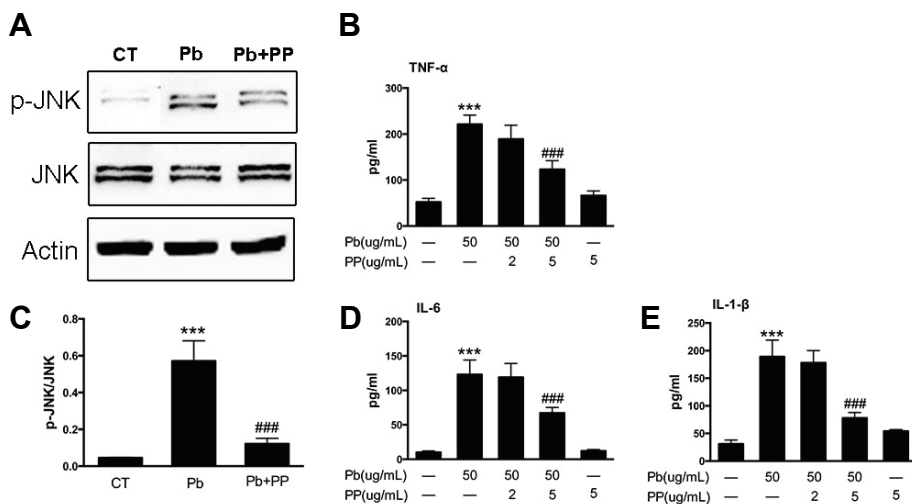 A
CT Pb Pb+PP
p-JNK
JNK
Actin
B
TNF-α
pg/ml
300
200
100
0
***
###
Pb(ug/mL) — 50 50 50 —
PP(ug/mL) — — 2 5 5
C
p-JNK/JNK
0.8
0.6
0.4
0.2
0.0
***
###
CT Pb Pb+PP
D
IL-6
pg/ml
200
150
100
50
0
***
###
Pb(ug/mL) — 50 50 50 —
PP(ug/mL) — — 2 5 5
E
IL-1-β
pg/ml
250
200
150
100
50
0
***
###
Pb(ug/mL) — 50 50 50 —
PP(ug/mL) — — 2 5 5